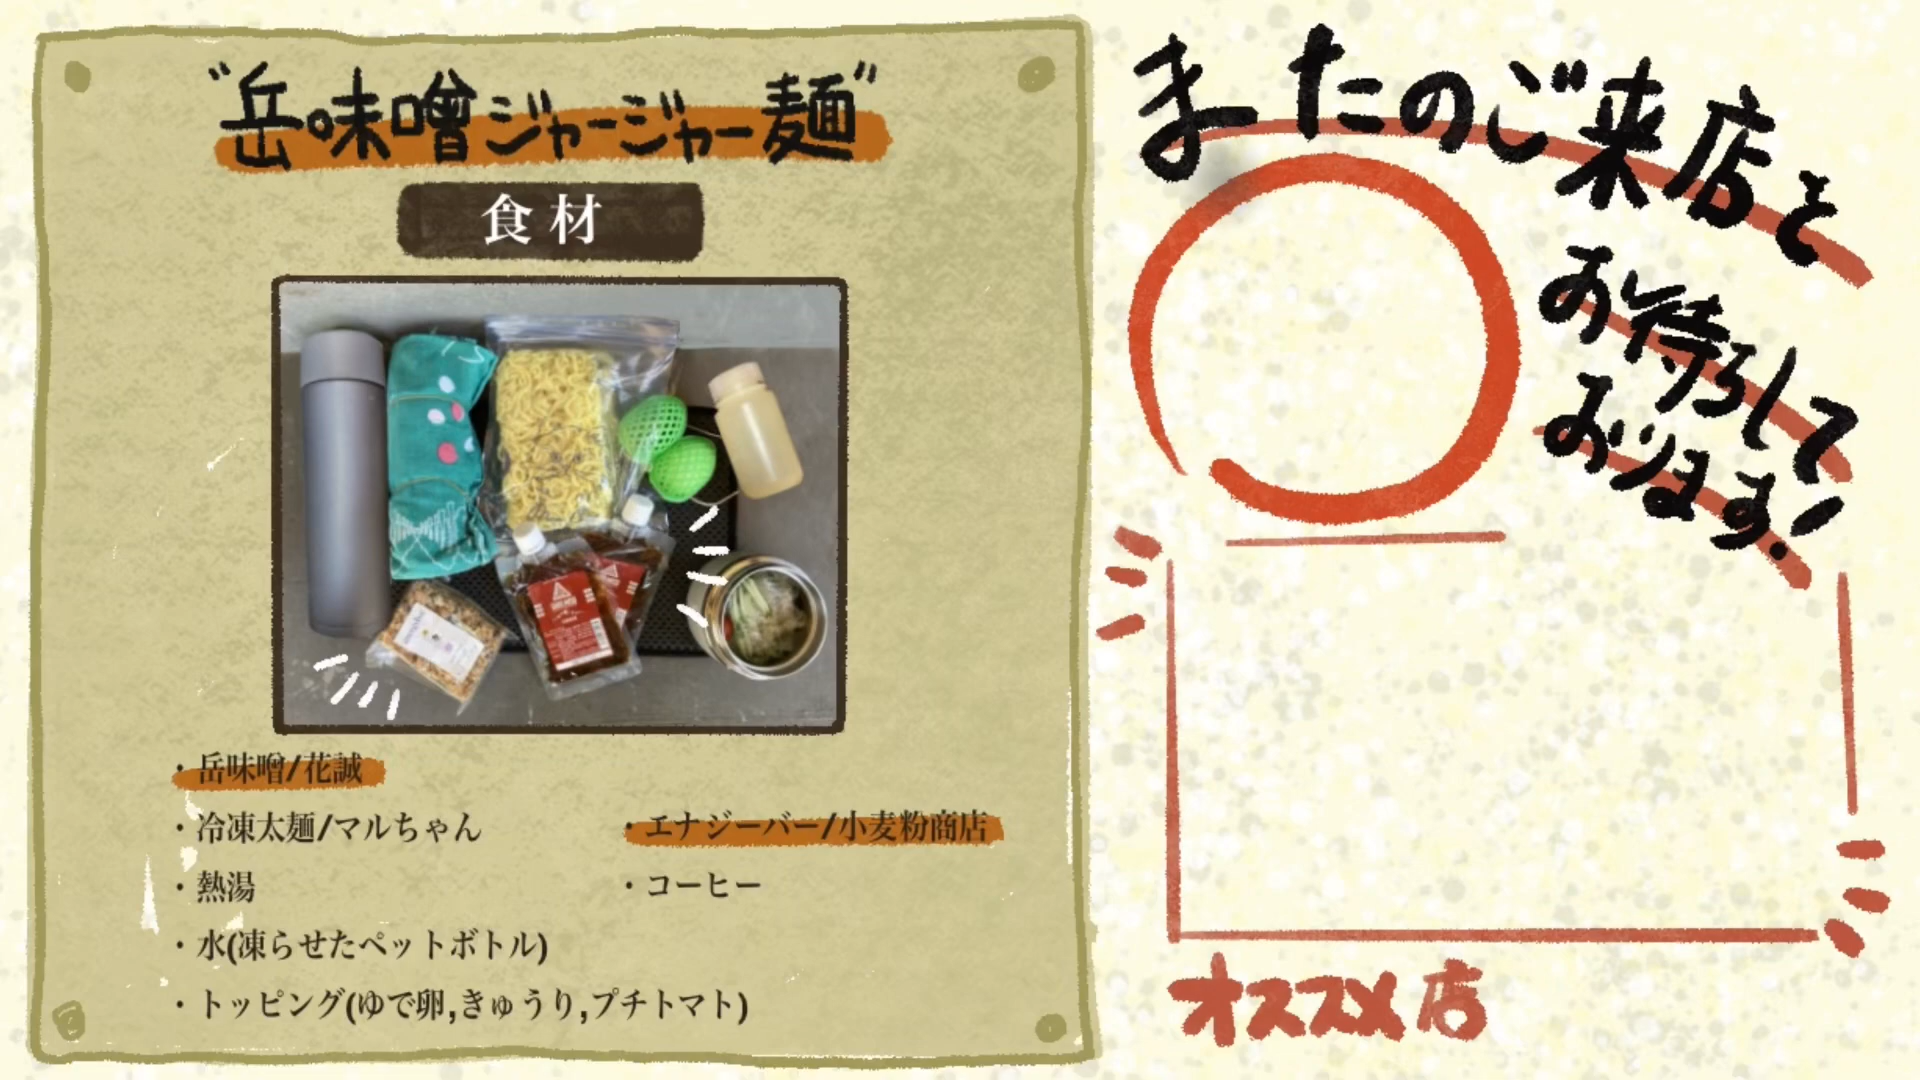 "岳味噌ジャージャー麺"
食材
・岳味噌/花誠
・冷凍太麺/マルちゃん
・熱湯
・水(凍らせたペットボトル)
・トッピング(ゆで卵,きゅうり,プチトマト)
・エナジーバー/小麦粉商店
・コーヒー
またのご来店を
お待ちして
おります!
オススメ店